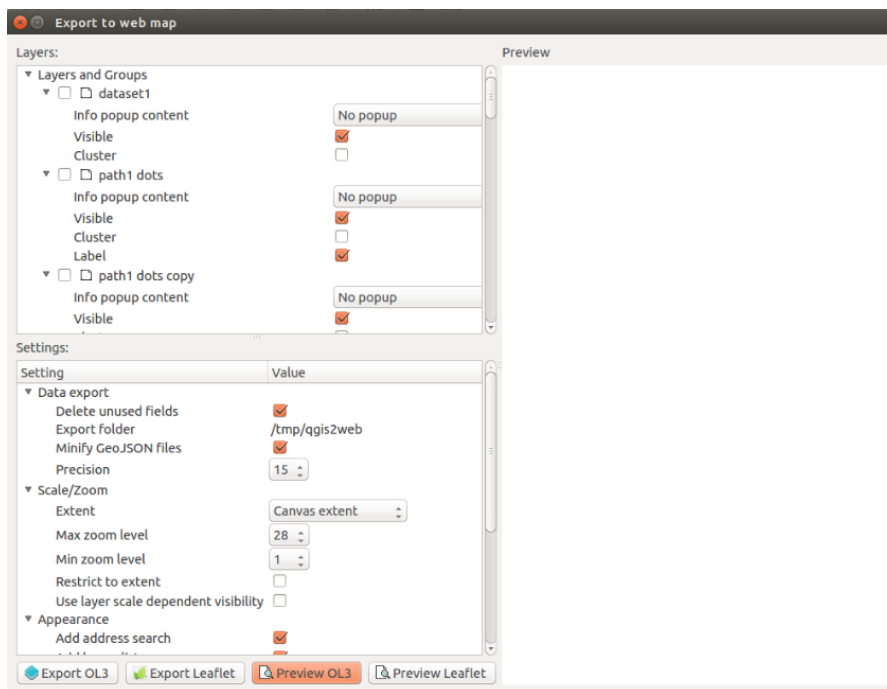 Export to web map
Layers:
Preview
Layers and Groups
dataset1
Info popup content
No popup
Visible
Cluster
path1 dots
Info popup content
No popup
Visible
Cluster
Label
path1 dots copy
Info popup content
No popup
Visible
Settings:
Setting
Value
Data export
Delete unused fields
Export folder
/tmp/qgis2web
Minify GeoJSON files
Precision
15
Scale/Zoom
Extent
Canvas extent
Max zoom level
28
Min zoom level
1
Restrict to extent
Use layer scale dependent visibility
Appearance
Add address search
Export OL3
Export Leaflet
Preview OL3
Preview Leaflet